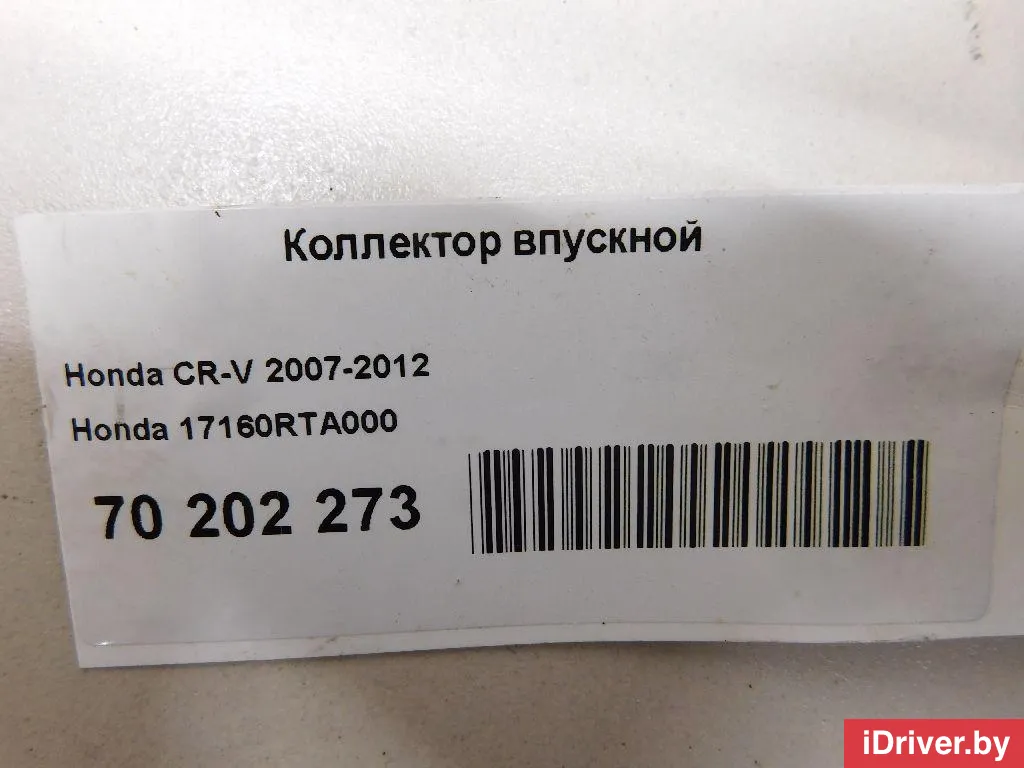 Коллектор впускной
Honda CR-V 2007-2012
Honda 17160RTA000
70 202 273
iDriver.by